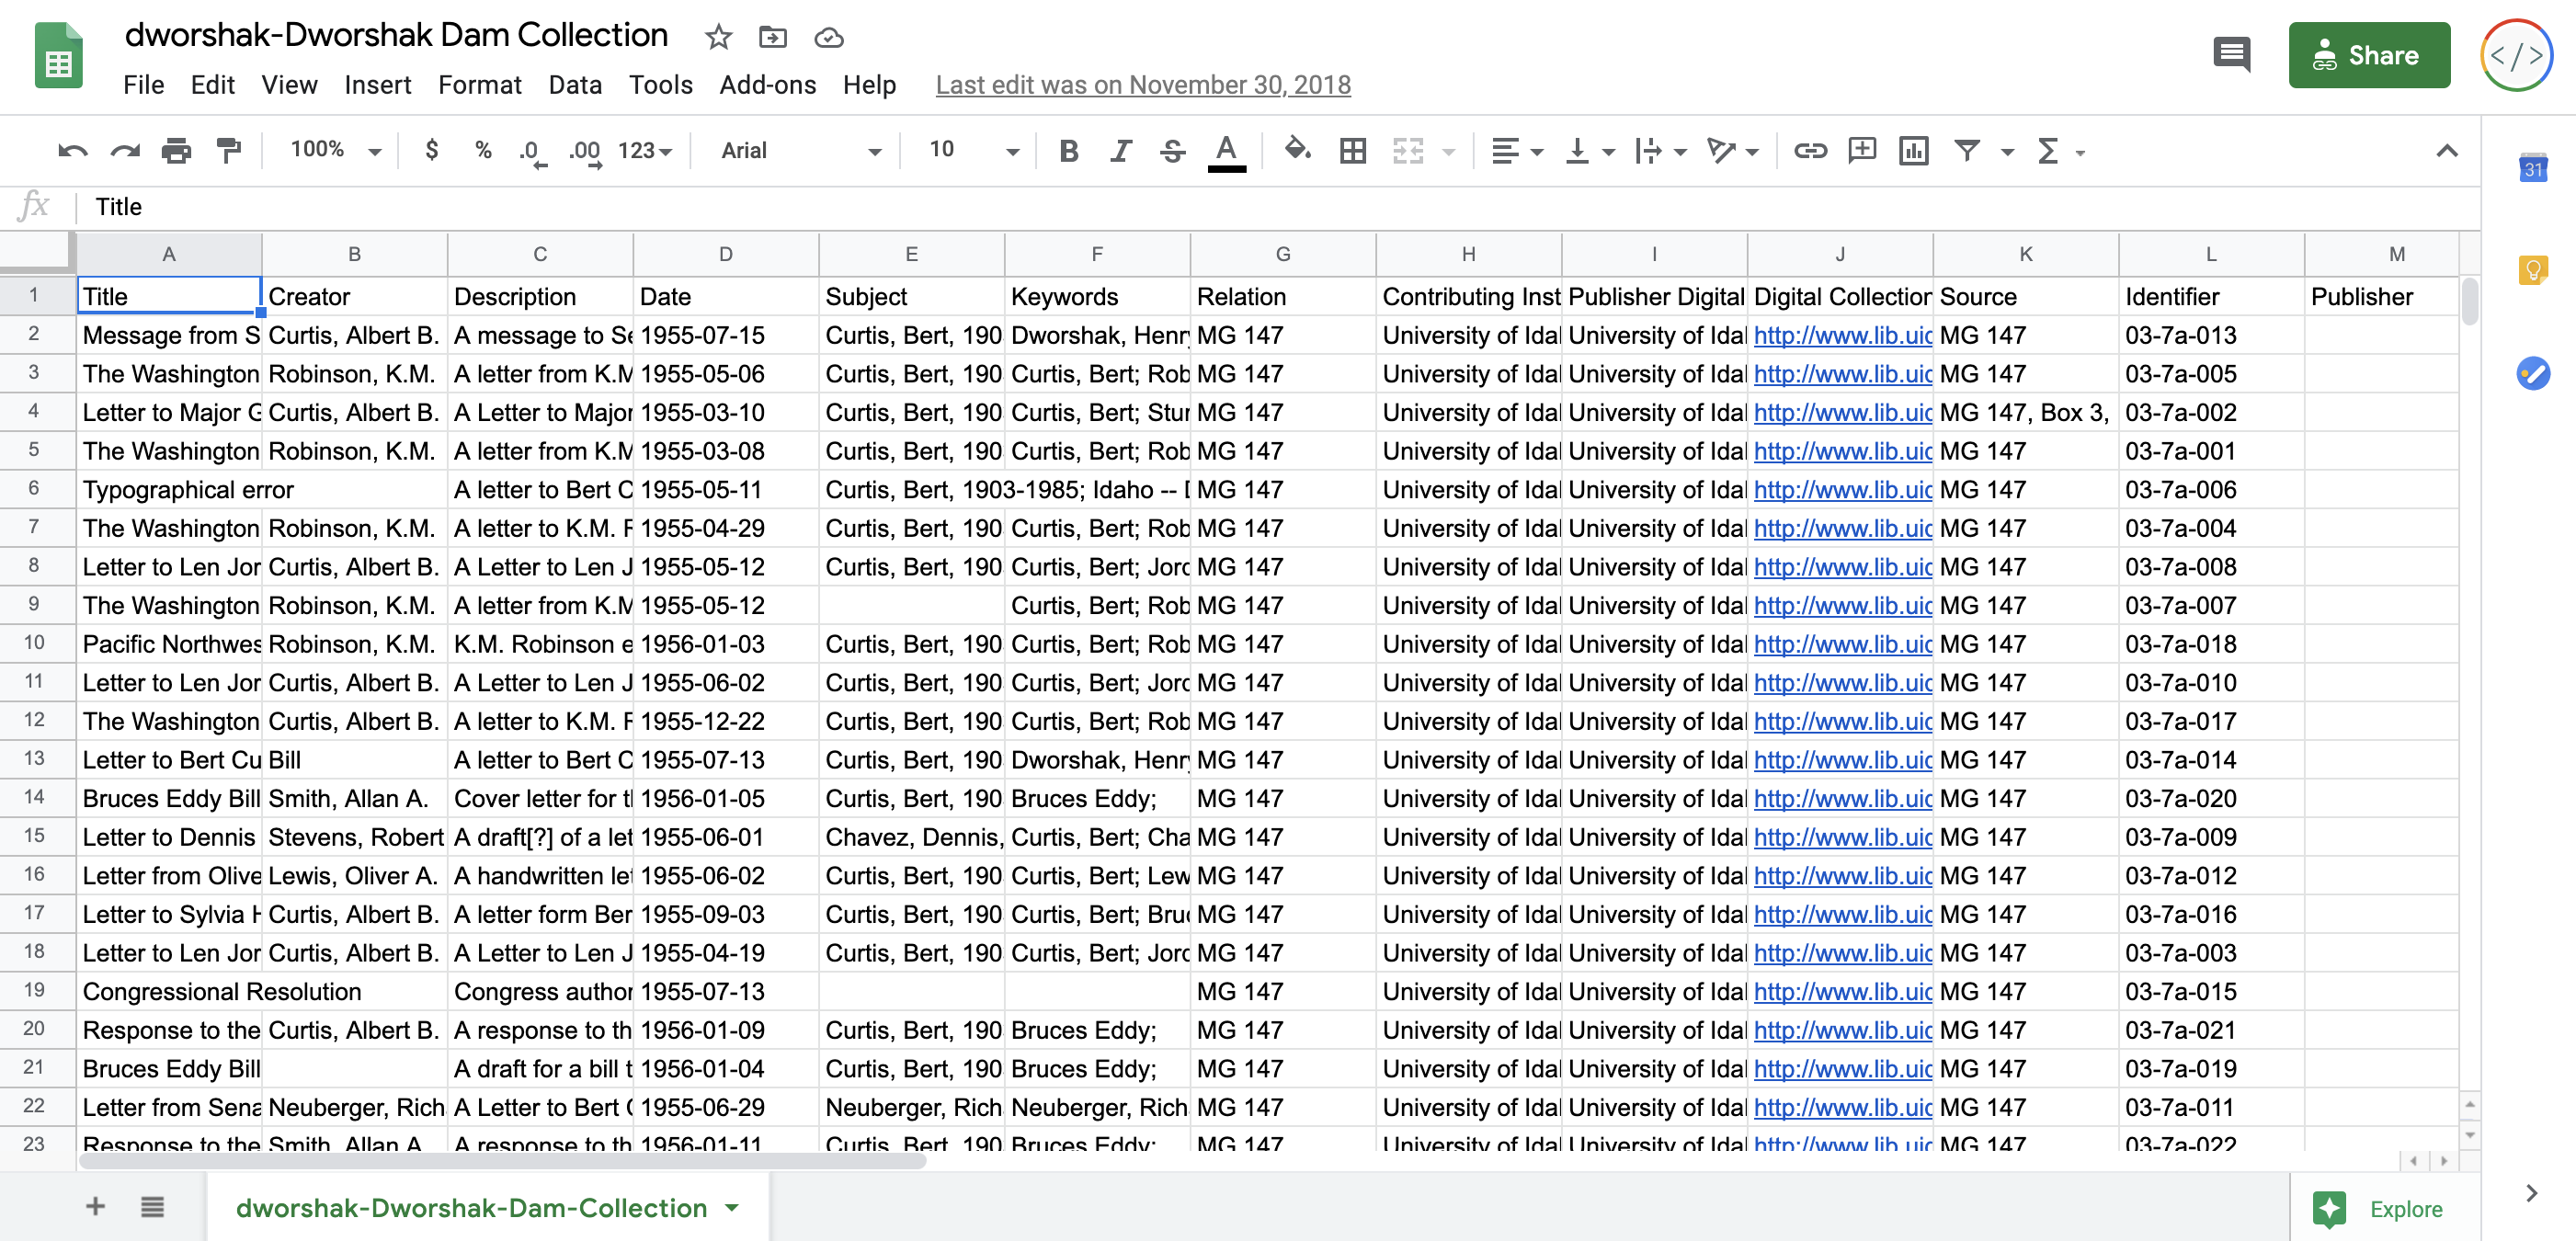 dworshak-Dworshak Dam Collection
File Edit View Insert Format Data Tools Add-ons Help Last edit was on November 30, 2018
Share
</>
100% $ % .0 .00 123 Arial 10 B I S A Σ
31
fx Title
A B C D E F G H I J K L M
1 Title Creator Description Date Subject Keywords Relation Contributing Inst Publisher Digital Digital Collection Source Identifier Publisher
2 Message from S Curtis, Albert B. A message to Se 1955-07-15 Curtis, Bert, 190 Dworshak, Henry MG 147 University of Idal University of Idal http://www.lib.uid MG 147 03-7a-013
3 The Washington Robinson, K.M. A letter from K.M 1955-05-06 Curtis, Bert, 190 Curtis, Bert; Rob MG 147 University of Idal University of Idal http://www.lib.uid MG 147 03-7a-005
4 Letter to Major G Curtis, Albert B. A Letter to Major 1955-03-10 Curtis, Bert, 190 Curtis, Bert; Stur MG 147 University of Idal University of Idal http://www.lib.uid MG 147, Box 3, 03-7a-002
5 The Washington Robinson, K.M. A letter from K.M 1955-03-08 Curtis, Bert, 190 Curtis, Bert; Rob MG 147 University of Idal University of Idal http://www.lib.uid MG 147 03-7a-001
6 Typographical error A letter to Bert C 1955-05-11 Curtis, Bert, 1903-1985; Idaho -- D MG 147 University of Idal University of Idal http://www.lib.uid MG 147 03-7a-006
7 The Washington Robinson, K.M. A letter to K.M. R 1955-04-29 Curtis, Bert, 190 Curtis, Bert; Rob MG 147 University of Idal University of Idal http://www.lib.uid MG 147 03-7a-004
8 Letter to Len Jor Curtis, Albert B. A Letter to Len J 1955-05-12 Curtis, Bert, 190 Curtis, Bert; Jord MG 147 University of Idal University of Idal http://www.lib.uid MG 147 03-7a-008
9 The Washington Robinson, K.M. A letter from K.M 1955-05-12 Curtis, Bert; Rob MG 147 University of Idal University of Idal http://www.lib.uid MG 147 03-7a-007
10 Pacific Northwes Robinson, K.M. K.M. Robinson e 1956-01-03 Curtis, Bert, 190 Curtis, Bert; Rob MG 147 University of Idal University of Idal http://www.lib.uid MG 147 03-7a-018
11 Letter to Len Jor Curtis, Albert B. A Letter to Len J 1955-06-02 Curtis, Bert, 190 Curtis, Bert; Jord MG 147 University of Idal University of Idal http://www.lib.uid MG 147 03-7a-010
12 The Washington Curtis, Albert B. A letter to K.M. R 1955-12-22 Curtis, Bert, 190 Curtis, Bert; Rob MG 147 University of Idal University of Idal http://www.lib.uid MG 147 03-7a-017
13 Letter to Bert Cu Bill A letter to Bert C 1955-07-13 Curtis, Bert, 190 Dworshak, Henry MG 147 University of Idal University of Idal http://www.lib.uid MG 147 03-7a-014
14 Bruces Eddy Bill Smith, Allan A. Cover letter for tl 1956-01-05 Curtis, Bert, 190 Bruces Eddy; MG 147 University of Idal University of Idal http://www.lib.uid MG 147 03-7a-020
15 Letter to Dennis Stevens, Robert A draft[?] of a let 1955-06-01 Chavez, Dennis, Curtis, Bert; Cha MG 147 University of Idal University of Idal http://www.lib.uid MG 147 03-7a-009
16 Letter from Olive Lewis, Oliver A. A handwritten let 1955-06-02 Curtis, Bert, 190 Curtis, Bert; Lew MG 147 University of Idal University of Idal http://www.lib.uid MG 147 03-7a-012
17 Letter to Sylvia H Curtis, Albert B. A letter form Ber 1955-09-03 Curtis, Bert, 190 Curtis, Bert; Bruc MG 147 University of Idal University of Idal http://www.lib.uid MG 147 03-7a-016
18 Letter to Len Jor Curtis, Albert B. A Letter to Len J 1955-04-19 Curtis, Bert, 190 Curtis, Bert; Jord MG 147 University of Idal University of Idal http://www.lib.uid MG 147 03-7a-003
19 Congressional Resolution Congress author 1955-07-13 MG 147 University of Idal University of Idal http://www.lib.uid MG 147 03-7a-015
20 Response to the Curtis, Albert B. A response to th 1956-01-09 Curtis, Bert, 190 Bruces Eddy; MG 147 University of Idal University of Idal http://www.lib.uid MG 147 03-7a-021
21 Bruces Eddy Bill A draft for a bill t 1956-01-04 Curtis, Bert, 190 Bruces Eddy; MG 147 University of Idal University of Idal http://www.lib.uid MG 147 03-7a-019
22 Letter from Sena Neuberger, Rich A Letter to Bert C 1955-06-29 Neuberger, Rich Neuberger, Rich MG 147 University of Idal University of Idal http://www.lib.uid MG 147 03-7a-011
23 Response to the Smith, Allan A. A response to th 1956-01-11 Curtis, Bert, 190 Bruces Eddy; MG 147 University of Idal University of Idal http://www.lib.uid MG 147 03-7a-022
dworshak-Dworshak-Dam-Collection Explore